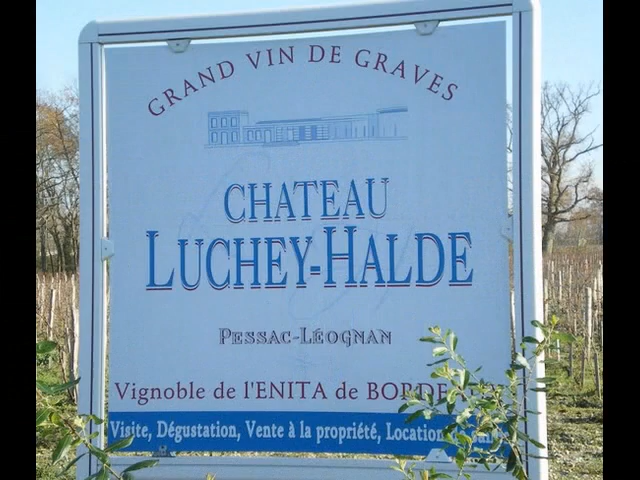 GRAND VIN DE GRAVES
CHATEAU
LUCHEY-HALDE
PESSAC-LÉOGNAN
Vignoble de l'ENITA de BORDE
Visite, Dégustation, Vente à la propriété, Location